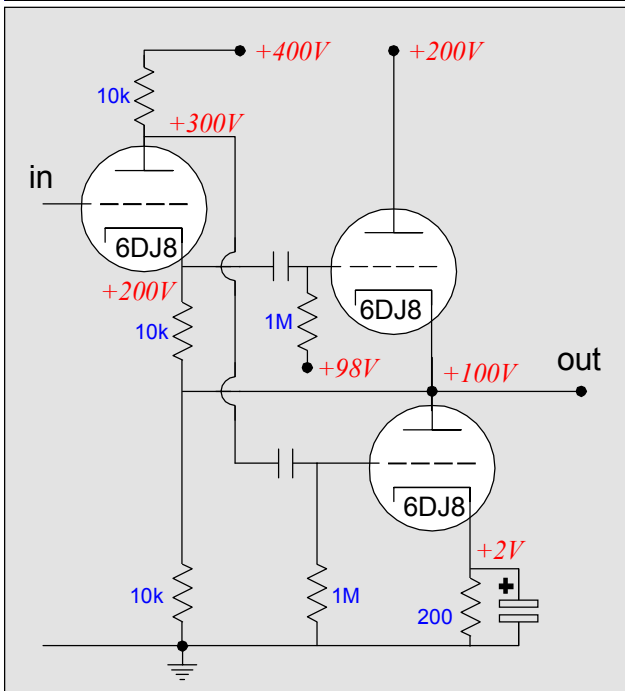 +400V
+200V
10k
+300V
in
6DJ8
+200V
6DJ8
10k
1M
+98V
+100V
out
6DJ8
+2V
+
10k
1M
200